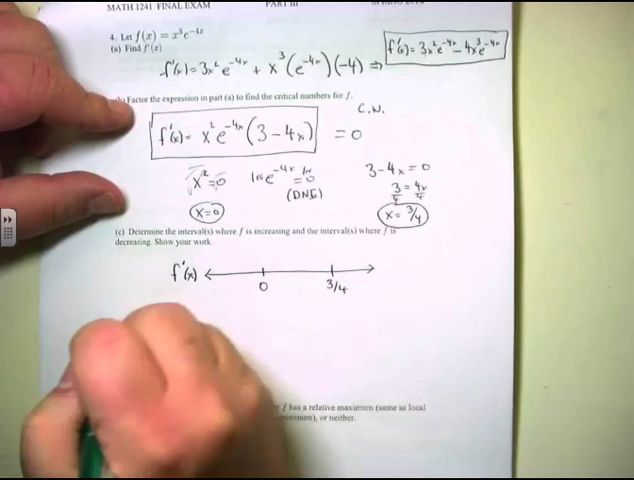 MATH 1241 FINAL EXAM PART III
4. Let f(x) = x³e⁻⁴ˣ
(a) Find f'(x)
f'(x) = 3x²e⁻⁴ˣ + x³(e⁻⁴ˣ)(-4) ⇒ f'(x) = 3x²e⁻⁴ˣ - 4x³e⁻⁴ˣ
Factor the expression in part (a) to find the critical numbers for f.
C.N.
f'(x) = x²e⁻⁴ˣ(3 - 4x) = 0
x² = 0 ln e⁻⁴ˣ = ln 0 3 - 4x = 0
(DNE) 3/4 = 4x/4
x = 0 x = 3/4
(c) Determine the interval(s) where f is increasing and the interval(s) where f is
decreasing. Show your work.
f'(x)
0 3/4
f has a relative maximum (same as local
minimum), or neither.